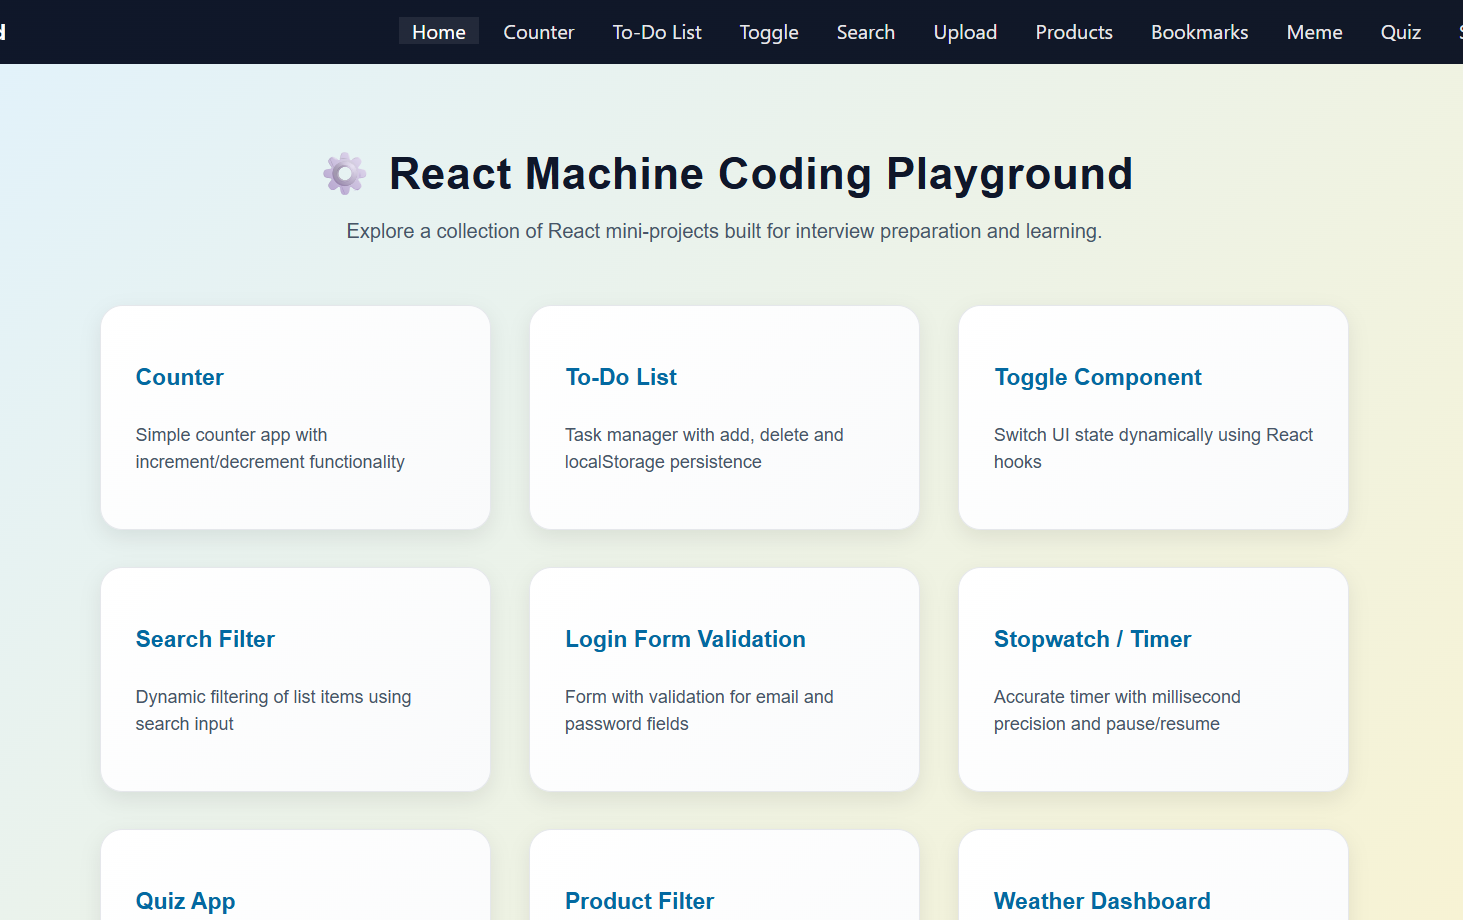 Home Counter To-Do List Toggle Search Upload Products Bookmarks Meme Quiz
React Machine Coding Playground
Explore a collection of React mini-projects built for interview preparation and learning.
Counter
Simple counter app with
increment/decrement functionality
To-Do List
Task manager with add, delete and
localStorage persistence
Toggle Component
Switch UI state dynamically using React
hooks
Search Filter
Dynamic filtering of list items using
search input
Login Form Validation
Form with validation for email and
password fields
Stopwatch / Timer
Accurate timer with millisecond
precision and pause/resume
Quiz App
Product Filter
Weather Dashboard